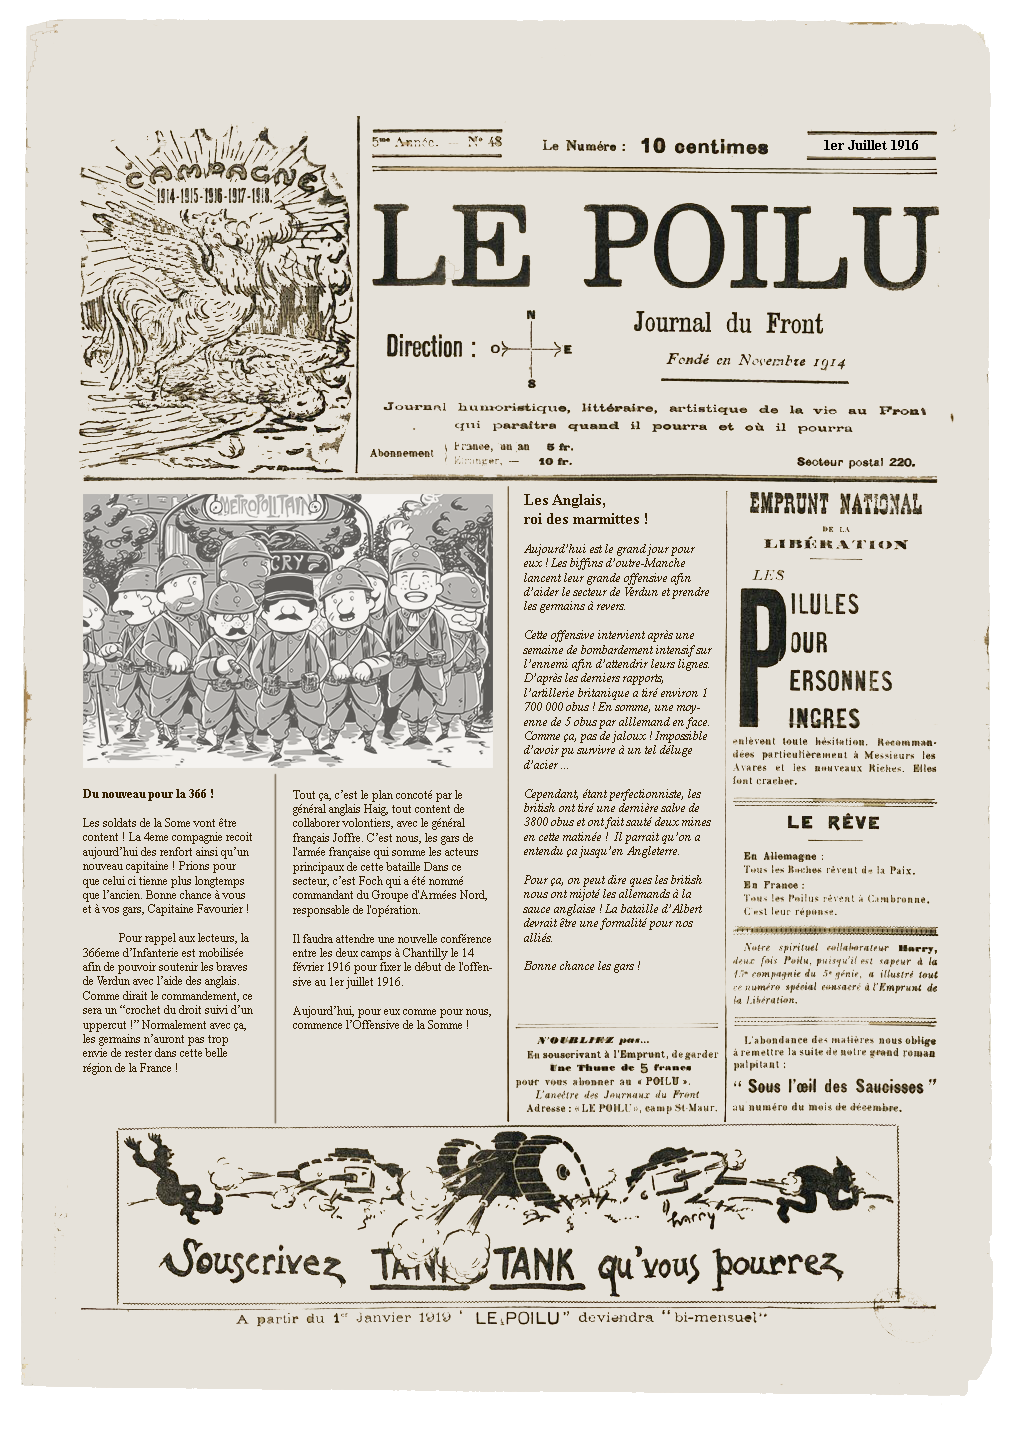 CAMPAGNE
1914-1915-1916-1917-1918.
5me Année. — N° 48
Le Numéro : 10 centimes
1er Juillet 1916
LE POILU
Direction :
N
O
E
S
Journal du Front
Fondé en Novembre 1914
Journal humoristique, littéraire, artistique de la vie au Front
qui paraîtra quand il pourra et où il pourra
Abonnement
France, un an 5 fr.
Étranger, — 10 fr.
Secteur postal 220.
METROPOLITAIN
CRY 7
Du nouveau pour la 366 !
Les soldats de la Some vont être
content ! La 4eme compagnie recoit
aujourd’hui des renfort ainsi qu’un
nouveau capitaine ! Prions pour
que celui ci tienne plus longtemps
que l’ancien. Bonne chance à vous
et à vos gars, Capitaine Favourier !
Pour rappel aux lecteurs, la
366eme d’Infanterie est mobilisée
afin de pouvoir soutenir les braves
de Verdun avec l’aide des anglais.
Comme dirait le commandement, ce
sera un “crochet du droit suivi d’un
uppercut !” Normalement avec ça,
les germains n’auront pas trop
envie de rester dans cette belle
région de la France !
Tout ça, c’est le plan concoté par le
général anglais Haig, tout content de
collaborer volontiers, avec le général
français Joffre. C’est nous, les gars de
l'armée française qui somme les acteurs
principaux de cette bataille Dans ce
secteur, c’est Foch qui a été nommé
commandant du Groupe d'Armées Nord,
responsable de l'opération.
Il faudra attendre une nouvelle conférence
entre les deux camps à Chantilly le 14
février 1916 pour fixer le début de l'offen-
sive au 1er juillet 1916.
Aujourd’hui, pour eux comme pour nous,
commence l’Offensive de la Somme !
Les Anglais,
roi des marmittes !
Aujourd’hui est le grand jour pour
eux ! Les biffins d’outre-Manche
lancent leur grande offensive afin
d’aider le secteur de Verdun et prendre
les germains à revers.
Cette offensive intervient après une
semaine de bombardement intensif sur
l’ennemi afin d’attendrir leurs lignes.
D’après les derniers rapports,
l’artillerie britanique a tiré environ 1
700 000 obus ! En somme, une moy-
enne de 5 obus par alllemand en face.
Comme ça, pas de jaloux ! Impossible
d’avoir pu survivre à un tel déluge
d’acier ...
Cependant, étant perfectionniste, les
british ont tiré une dernière salve de
3800 obus et ont fait sauté deux mines
en cette matinée ! Il parrait qu’on a
entendu ça jusqu’en Angleterre.
Pour ça, on peut dire ques les british
nous ont mijoté les allemands à la
sauce anglaise ! La bataille d’Albert
devrait être une formalité pour nos
alliés.
Bonne chance les gars !
N'OUBLIEZ pas...
En souscrivant à l'Emprunt, de garder
Une Thune de 5 francs
pour vous abonner au « POILU ».
L'ancêtre des Journaux du Front
Adresse : « LE POILU », camp St-Maur.
EMPRUNT NATIONAL
DE LA
LIBÉRATION
LES
PILULES
POUR
PERSONNES
PINGRES
enlèvent toute hésitation. Recomman-
dées particulièrement à Messieurs les
Avares et les nouveaux Riches. Elles
font cracher.
LE RÊVE
En Allemagne :
Tous les Boches rêvent de la Paix.
En France :
Tous les Poilus rêvent à Cambronne.
C'est leur réponse.
Notre spirituel collaborateur Harry,
deux fois Poilu, puisqu'il est sapeur à la
compagnie du 5e génie, a illustré tout
ce numéro spécial consacré à l'Emprunt de
la Libération.
L'abondance des matières nous oblige
à remettre la suite de notre grand roman
palpitant :
“ Sous l'œil des Saucisses ”
au numéro du mois de décembre.
Harry
Souscrivez TANK TANK qu'vous pourrez
A partir du 1er Janvier 1919 “ LE POILU” deviendra “bi-mensuel”